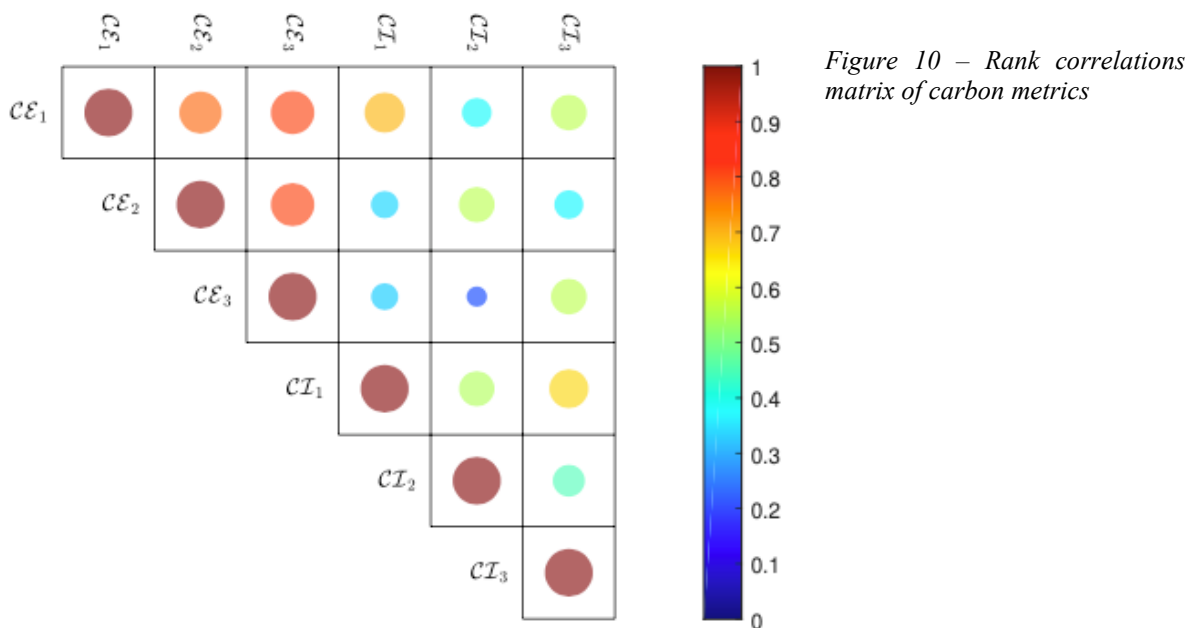 𝒞ℰ₁ 𝒞ℰ₂ 𝒞ℰ₃ 𝒞ℐ₁ 𝒞ℐ₂ 𝒞ℐ₃
𝒞ℰ₁
𝒞ℰ₂
𝒞ℰ₃
𝒞ℐ₁
𝒞ℐ₂
𝒞ℐ₃
1
0.9
0.8
0.7
0.6
0.5
0.4
0.3
0.2
0.1
0
Figure 10 – Rank correlations
matrix of carbon metrics